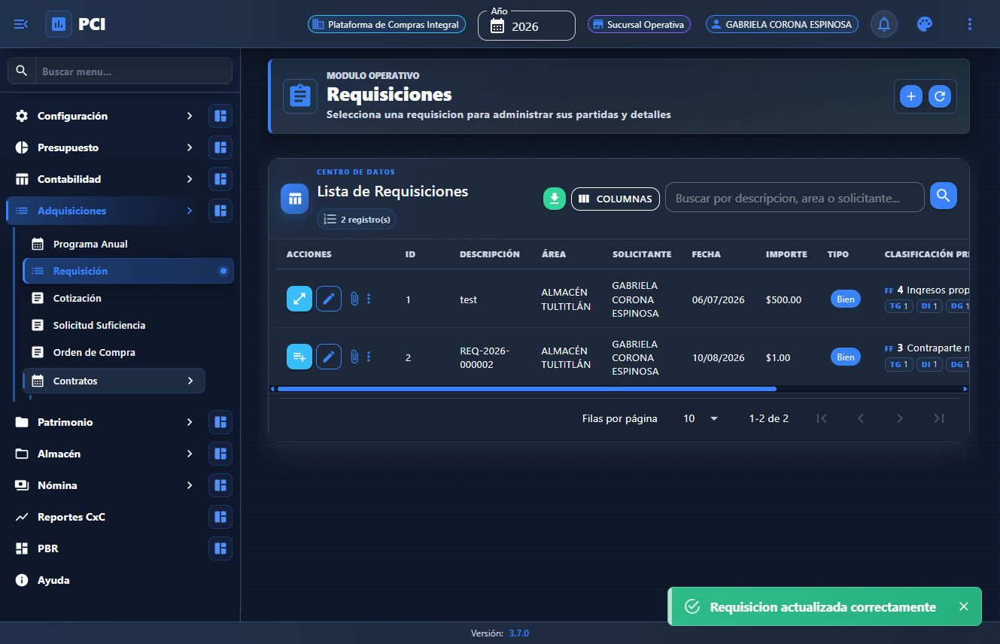 PCI
Plataforma de Compras Integral
Año
2026
Sucursal Operativa
GABRIELA CORONA ESPINOSA
Buscar menu...
Configuración
Presupuesto
Contabilidad
Adquisiciones
Programa Anual
Requisición
Cotización
Solicitud Suficiencia
Orden de Compra
Contratos
Patrimonio
Almacén
Nómina
Reportes CxC
PBR
Ayuda
MODULO OPERATIVO
Requisiciones
Selecciona una requisicion para administrar sus partidas y detalles
CENTRO DE DATOS
Lista de Requisiciones
2 registro(s)
COLUMNAS
Buscar por descripcion, area o solicitante...
ACCIONES ID DESCRIPCIÓN ÁREA SOLICITANTE FECHA IMPORTE TIPO CLASIFICACIÓN PR
1 test ALMACÉN TULTITLÁN GABRIELA CORONA ESPINOSA 06/07/2026 $500.00 Bien FF 4 Ingresos prop
TG 1 DI 1 DG 1
2 REQ-2026-000002 ALMACÉN TULTITLÁN GABRIELA CORONA ESPINOSA 10/08/2026 $1.00 Bien FF 3 Contraparte
TG 1 DI 1 DG 1
Filas por página 10 1-2 de 2
Requisicion actualizada correctamente
Versión: 3.7.0